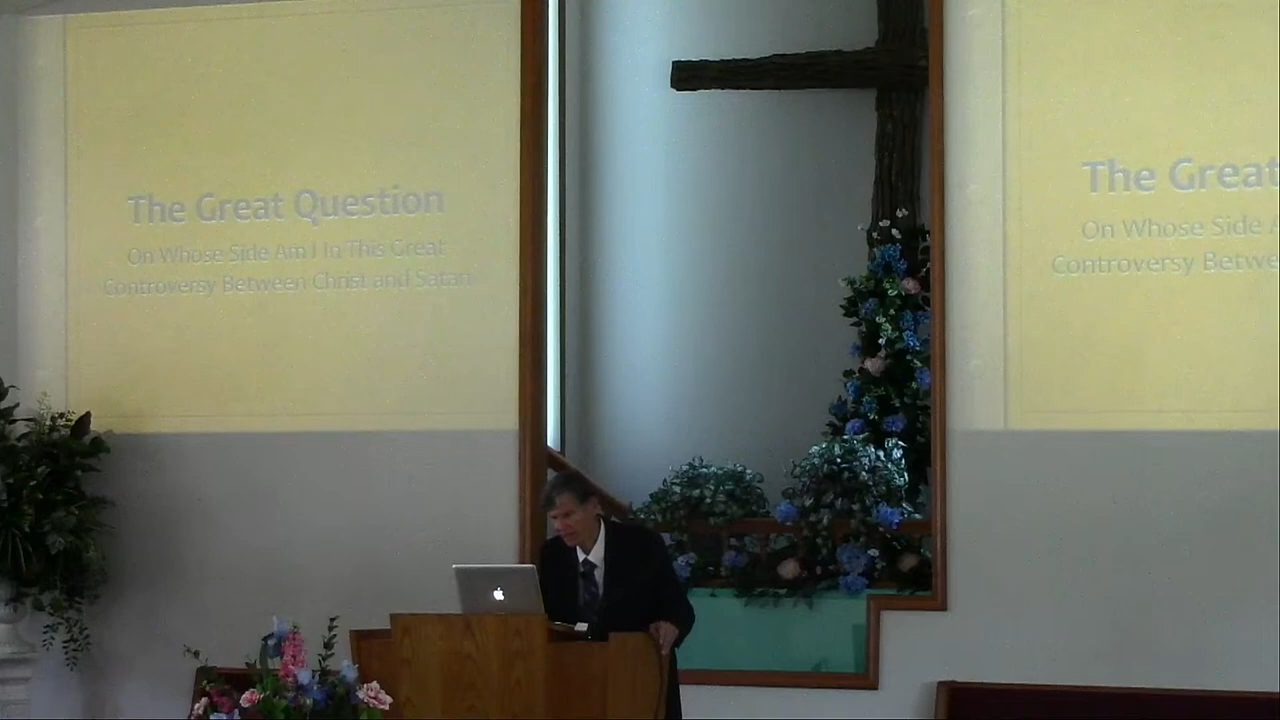 The Great Question
On Whose Side Am I In This Great
Controversy Between Christ and Satan
The Great
On Whose Side
Controversy Betwe